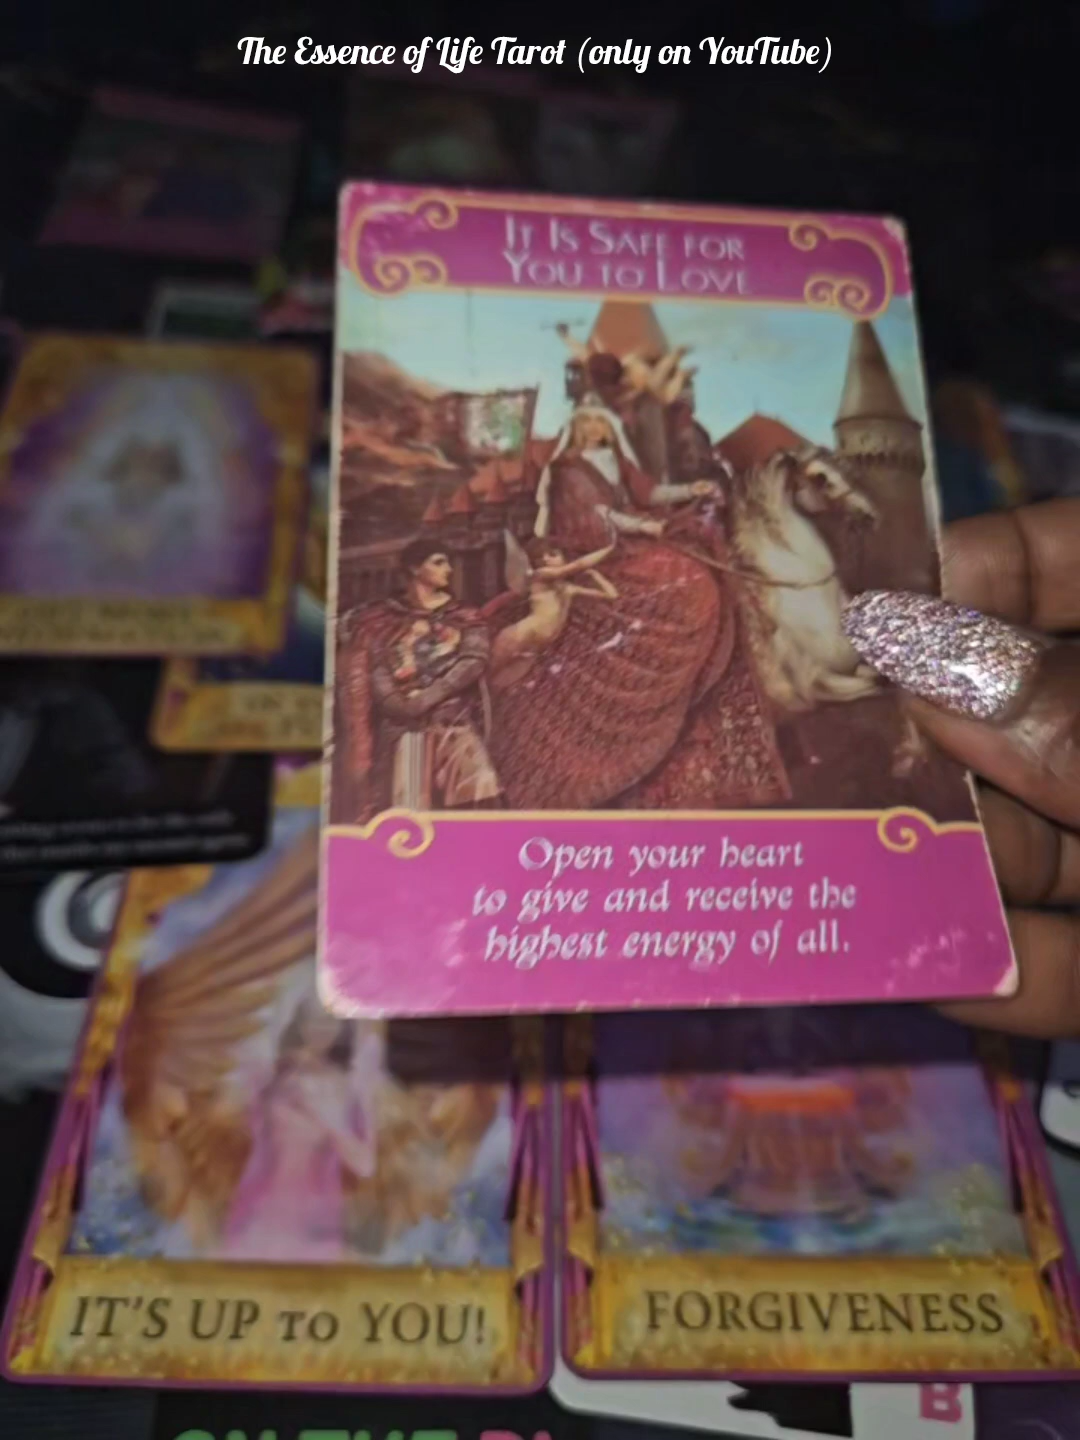 The Essence of Life Tarot (only on YouTube)
It Is Safe for
You to Love
Open your heart
to give and receive the
highest energy of all.
IT'S UP to YOU!
FORGIVENESS
B